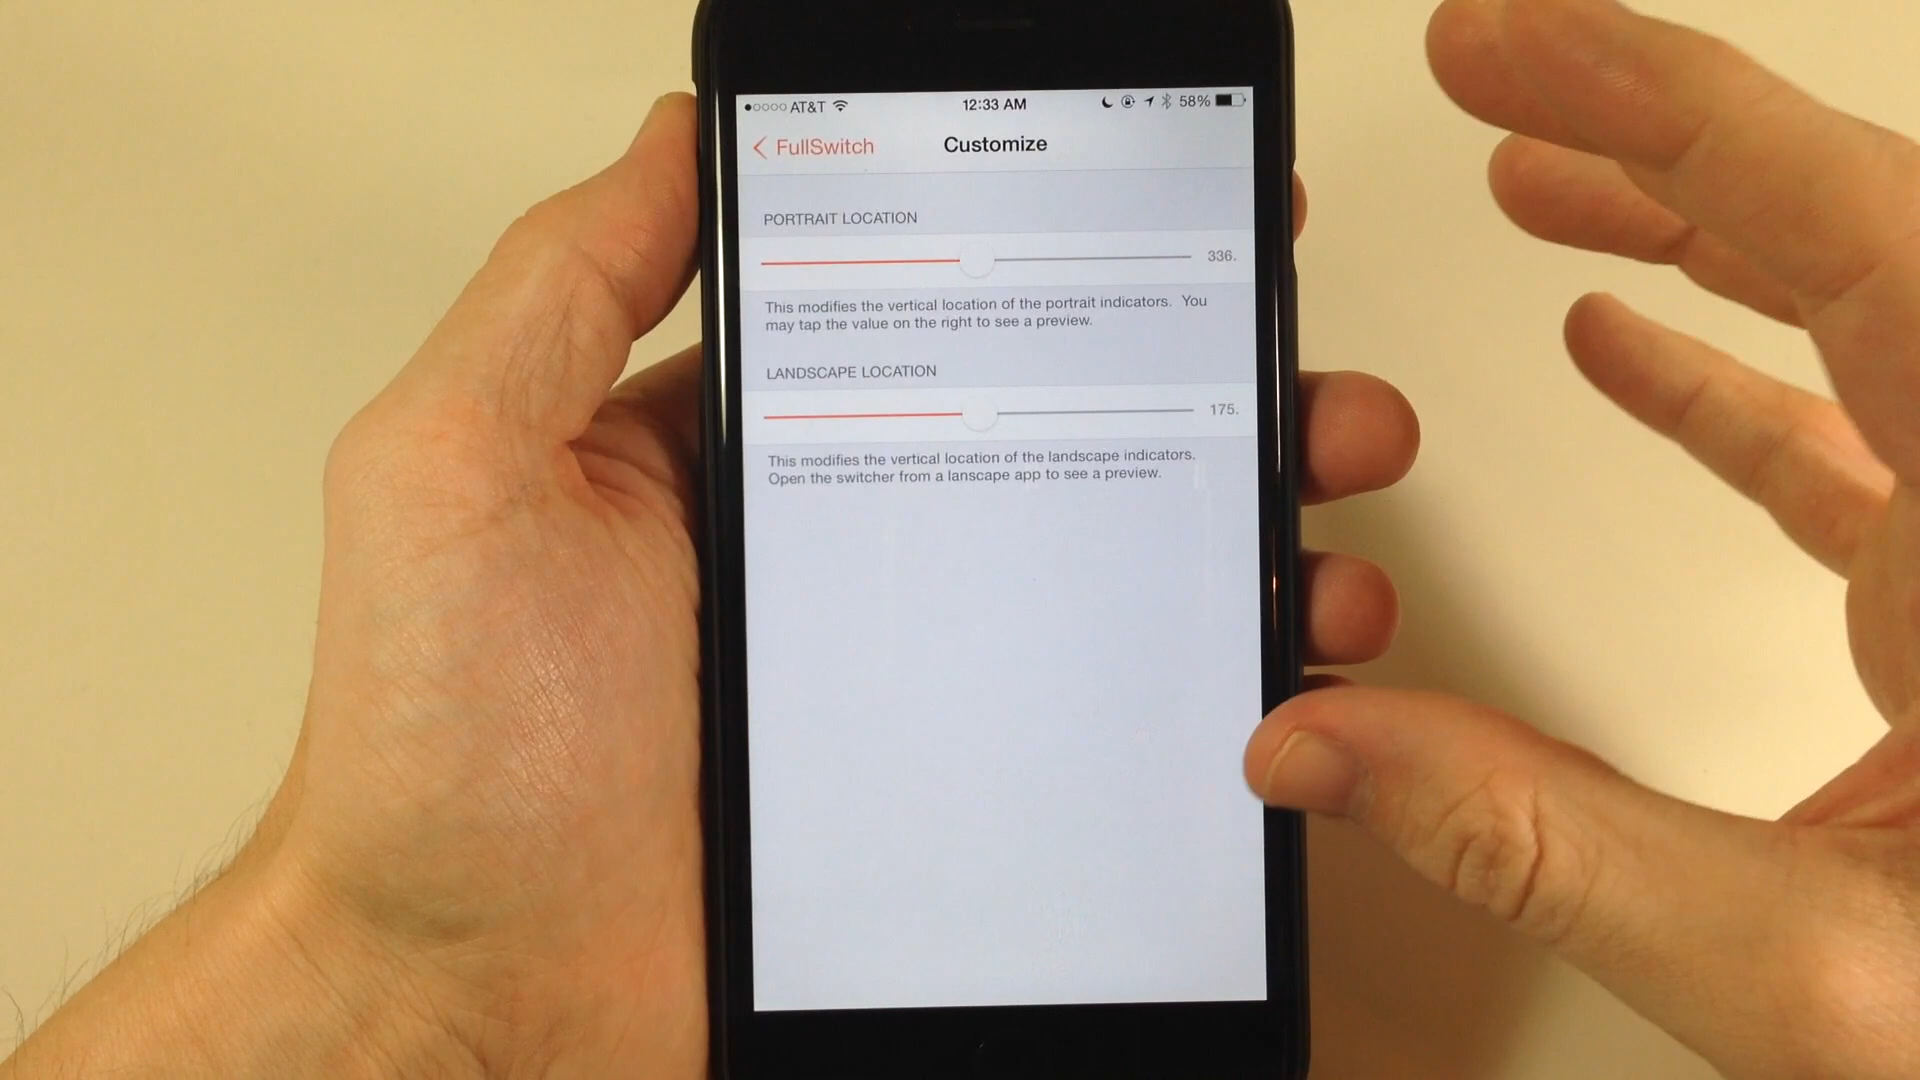 AT&T 12:33 AM 58%
FullSwitch Customize
PORTRAIT LOCATION
336.
This modifies the vertical location of the portrait indicators. You
may tap the value on the right to see a preview.
LANDSCAPE LOCATION
175.
This modifies the vertical location of the landscape indicators.
Open the switcher from a lanscape app to see a preview.